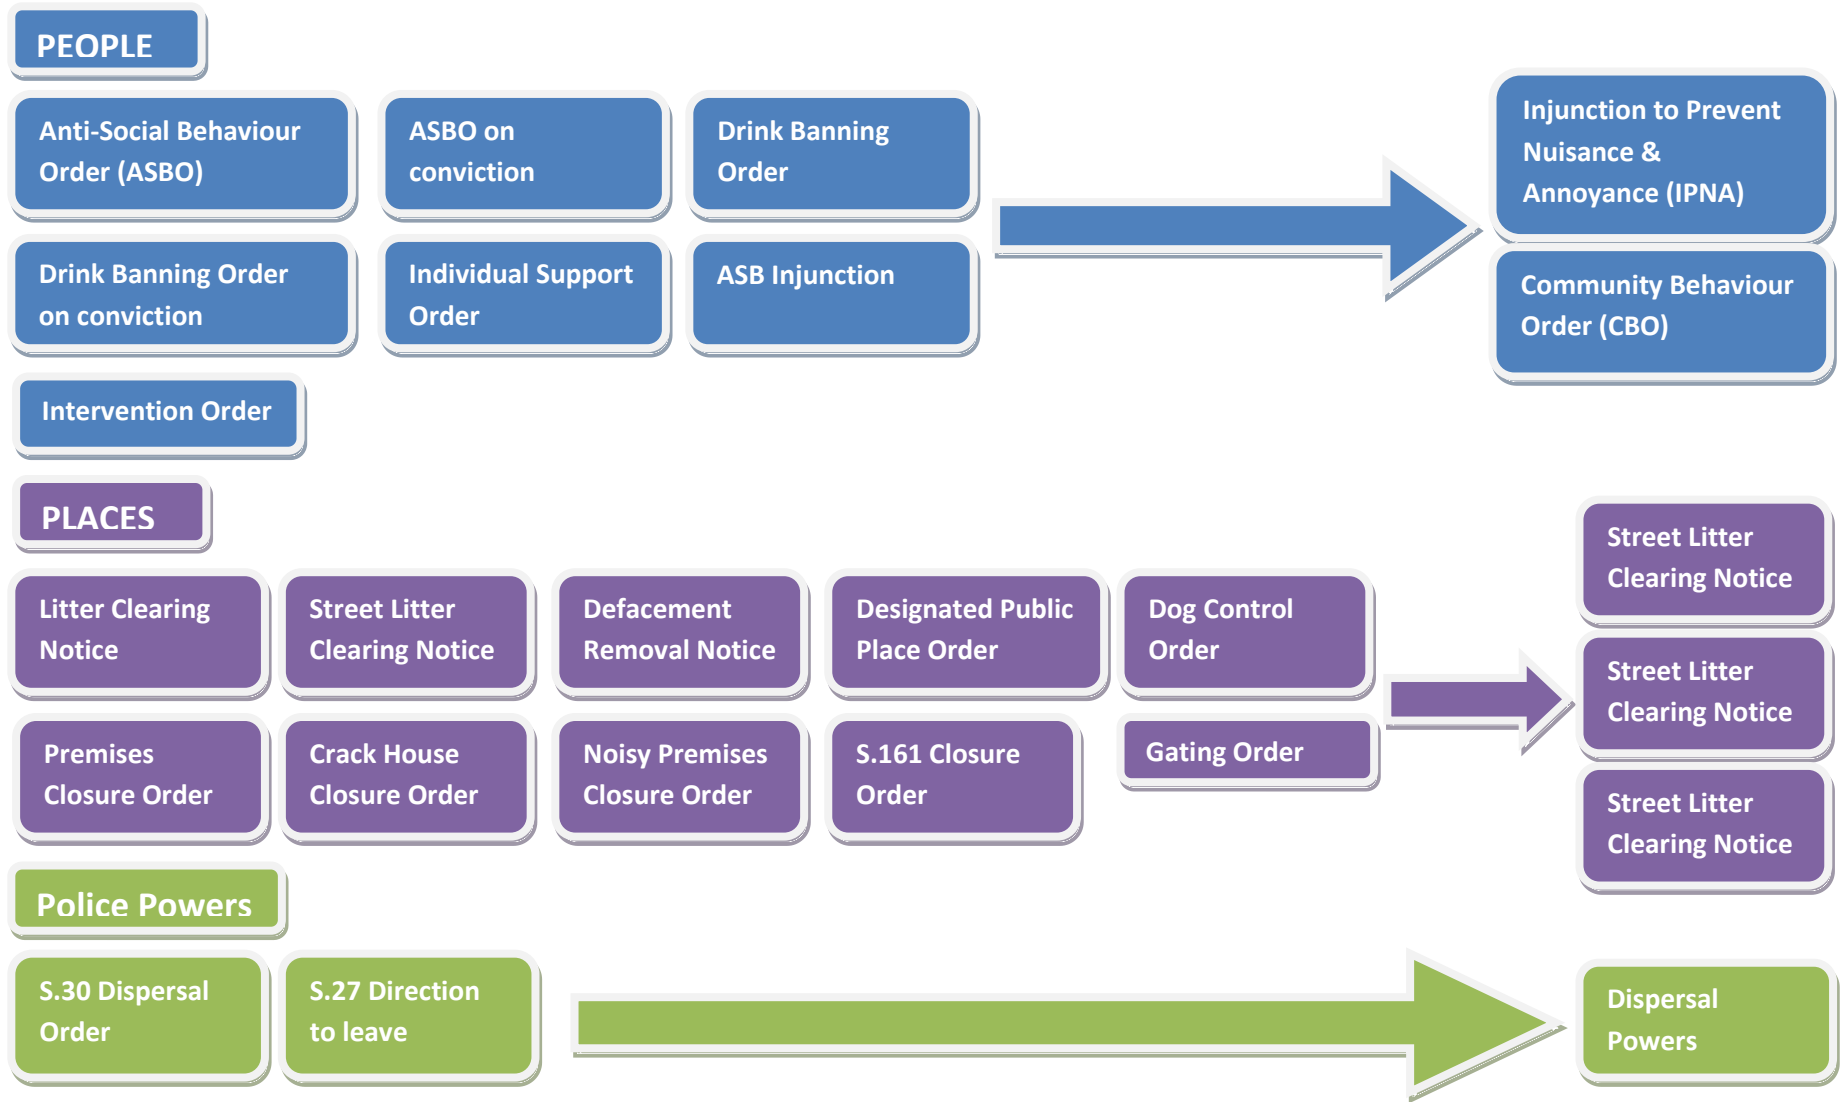 PEOPLE
Anti-Social Behaviour
Order (ASBO)
ASBO on
conviction
Drink Banning
Order
Drink Banning Order
on conviction
Individual Support
Order
ASB Injunction
Intervention Order
Injunction to Prevent
Nuisance &
Annoyance (IPNA)
Community Behaviour
Order (CBO)
PLACES
Litter Clearing
Notice
Street Litter
Clearing Notice
Defacement
Removal Notice
Designated Public
Place Order
Dog Control
Order
Premises
Closure Order
Crack House
Closure Order
Noisy Premises
Closure Order
S.161 Closure
Order
Gating Order
Street Litter
Clearing Notice
Street Litter
Clearing Notice
Street Litter
Clearing Notice
Police Powers
S.30 Dispersal
Order
S.27 Direction
to leave
Dispersal
Powers